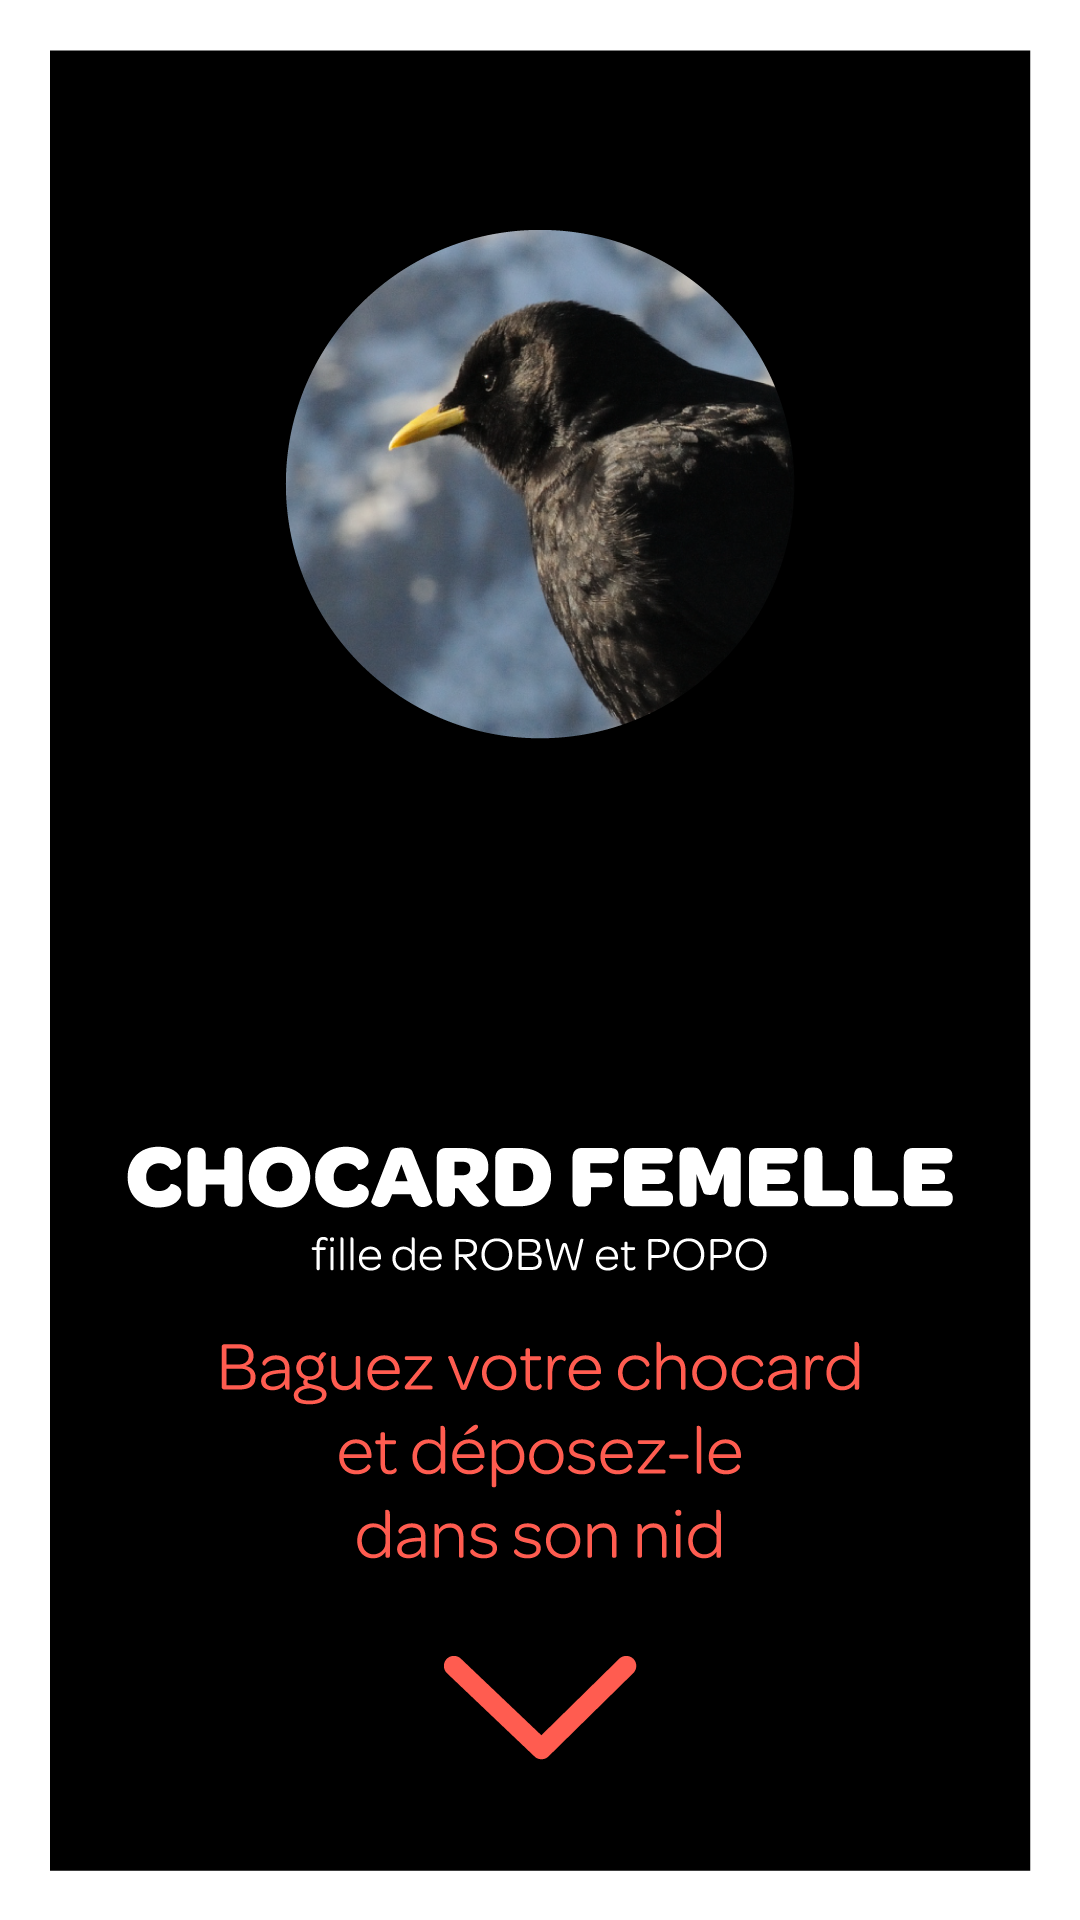 CHOCARD FEMELLE
fille de ROBW et POPO
Baguez votre chocard
et déposez-le
dans son nid